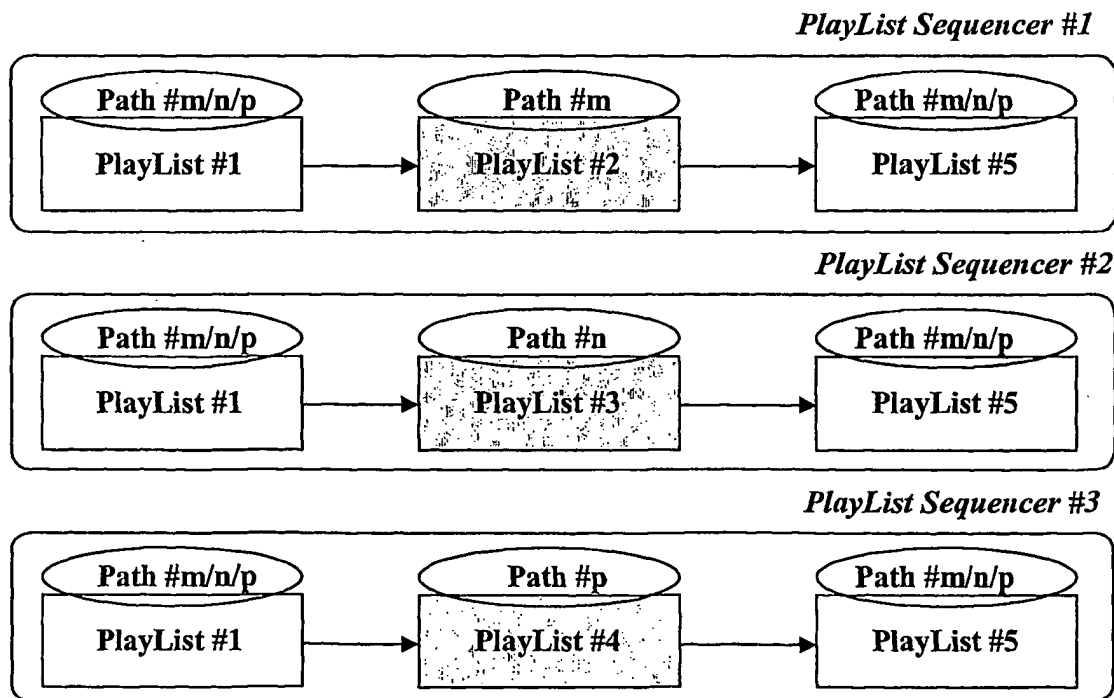 PlayList Sequencer #1
Path #m/n/p
Path #m
Path #m/n/p
PlayList #1
PlayList #2
PlayList #5
PlayList Sequencer #2
Path #m/n/p
Path #n
Path #m/n/p
PlayList #1
PlayList #3
PlayList #5
PlayList Sequencer #3
Path #m/n/p
Path #p
Path #m/n/p
PlayList #1
PlayList #4
PlayList #5